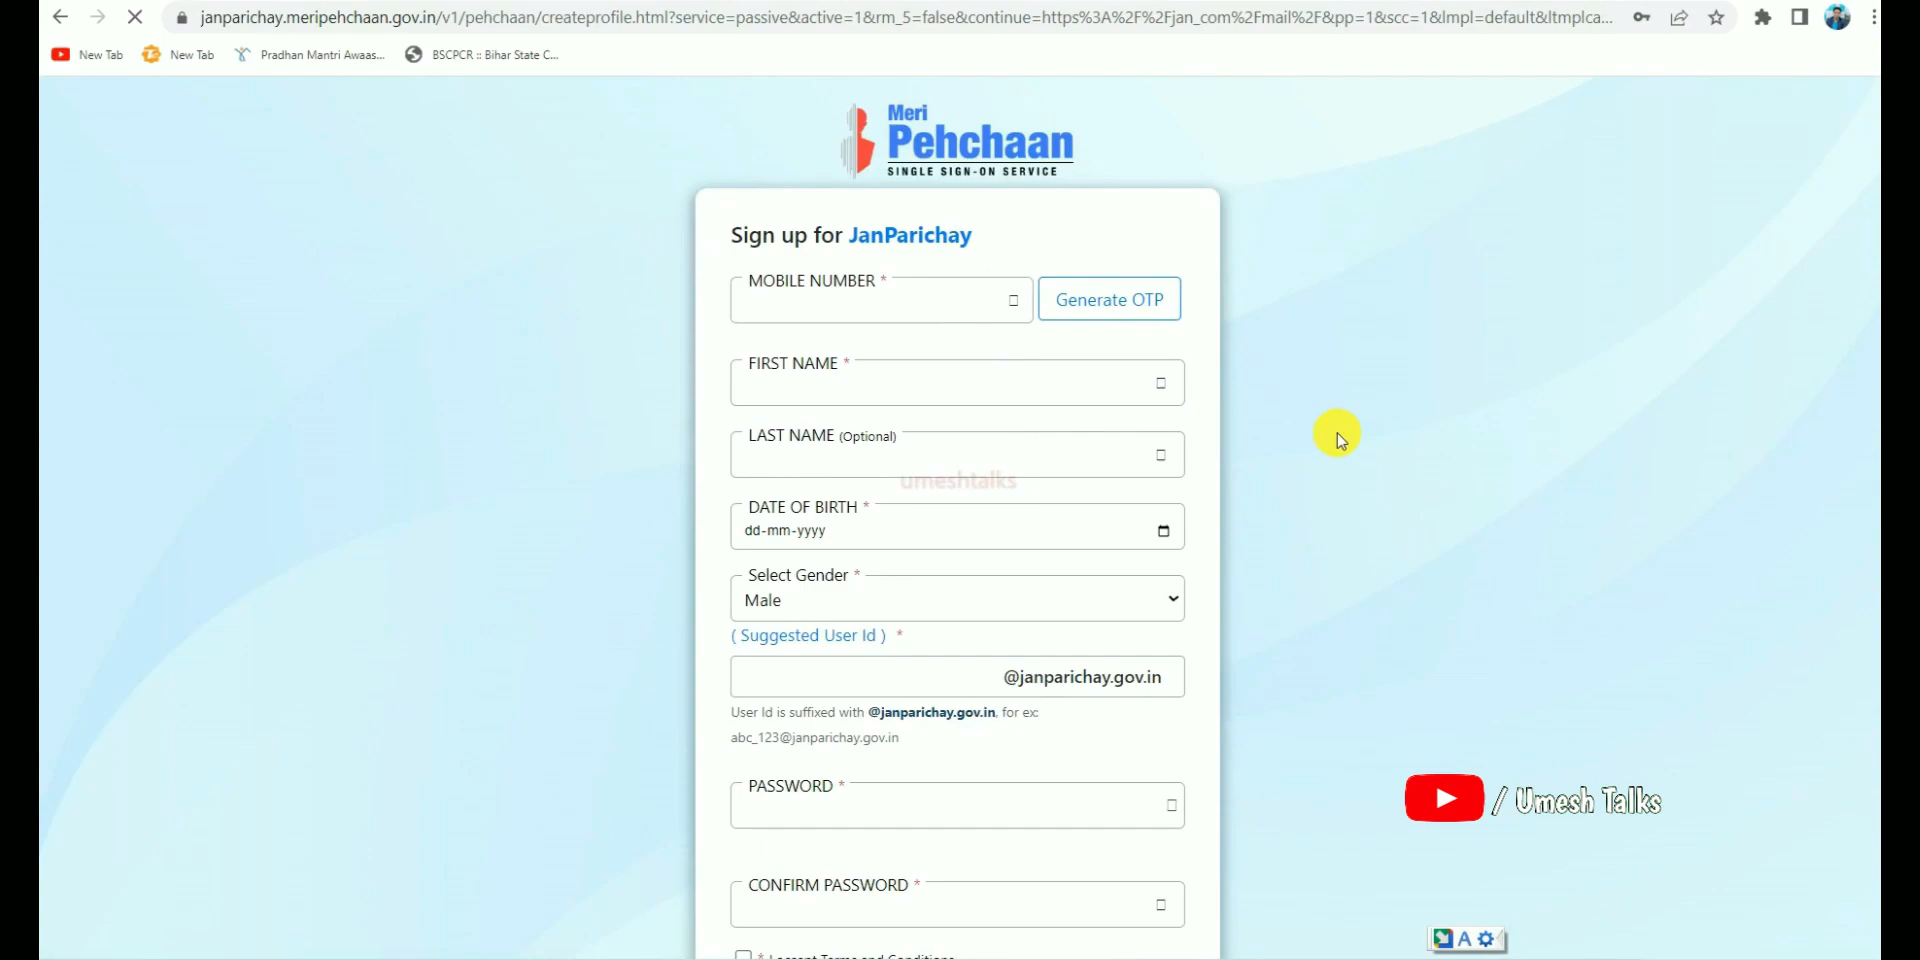 janparichay.meripehchaan.gov.in/v1/pehchaan/createprofile.html?service=passive&active=1&rm_5=false&continue=https%3A%2F%2Fjan_com%2Fmail%2F&pp=1&scc=1&lmpl=default&ltmplca...
New Tab New Tab Pradhan Mantri Awaas... BSCPCR :: Bihar State C...
Meri
Pehchaan
SINGLE SIGN-ON SERVICE
Sign up for JanParichay
MOBILE NUMBER *
Generate OTP
FIRST NAME *
LAST NAME (Optional)
umeshtalks
DATE OF BIRTH *
dd-mm-yyyy
Select Gender *
Male
( Suggested User Id ) *
@janparichay.gov.in
User Id is suffixed with @janparichay.gov.in, for ex:
abc_123@janparichay.gov.in
PASSWORD *
/ Umesh Talks
CONFIRM PASSWORD *
A
* I accept Terms and Conditions